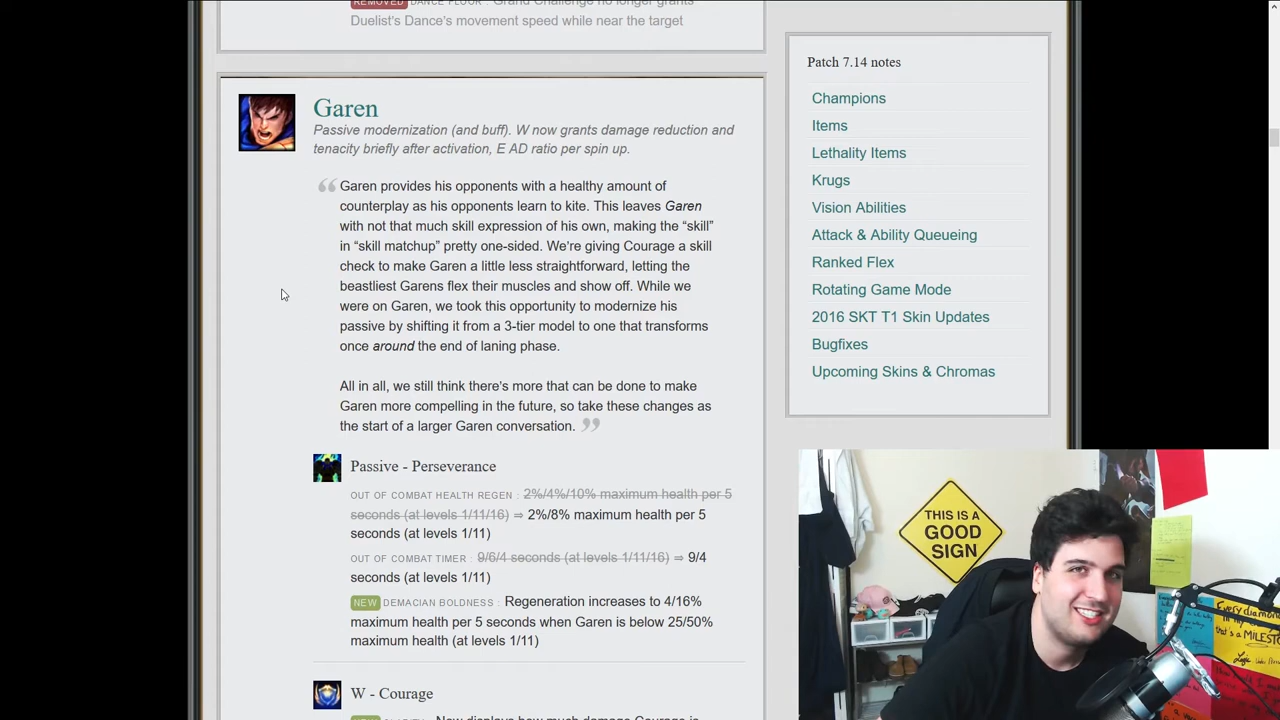 REMOVED DANCE FLOOR : Grand Challenge no longer grants
Duelist's Dance's movement speed while near the target
Garen
Passive modernization (and buff). W now grants damage reduction and
tenacity briefly after activation, E AD ratio per spin up.
“ Garen provides his opponents with a healthy amount of
counterplay as his opponents learn to kite. This leaves Garen
with not that much skill expression of his own, making the “skill”
in “skill matchup” pretty one-sided. We’re giving Courage a skill
check to make Garen a little less straightforward, letting the
beastliest Garens flex their muscles and show off. While we
were on Garen, we took this opportunity to modernize his
passive by shifting it from a 3-tier model to one that transforms
once around the end of laning phase.
All in all, we still think there’s more that can be done to make
Garen more compelling in the future, so take these changes as
the start of a larger Garen conversation. ”
Passive - Perseverance
OUT OF COMBAT HEALTH REGEN : 2%/4%/10% maximum health per 5
seconds (at levels 1/11/16) ⇒ 2%/8% maximum health per 5
seconds (at levels 1/11)
OUT OF COMBAT TIMER : 9/6/4 seconds (at levels 1/11/16) ⇒ 9/4
seconds (at levels 1/11)
NEW DEMACIAN BOLDNESS : Regeneration increases to 4/16%
maximum health per 5 seconds when Garen is below 25/50%
maximum health (at levels 1/11)
W - Courage
Now displays how much damage Courage is
Patch 7.14 notes
Champions
Items
Lethality Items
Krugs
Vision Abilities
Attack & Ability Queueing
Ranked Flex
Rotating Game Mode
2016 SKT T1 Skin Updates
Bugfixes
Upcoming Skins & Chromas
THIS IS A
GOOD
SIGN
Every diamond
that's a MILESTO